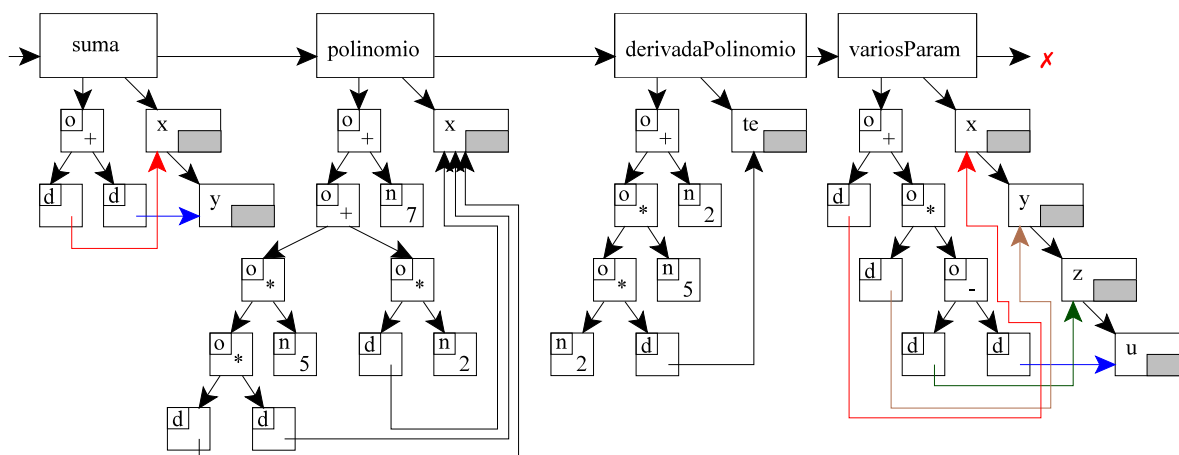 suma polinomio derivadaPolinomio variosParam ✗
o + x o + x o + te o + x
d d y o + n 7 o * n 2 d o * y
o * o * o * n 5 d o - z
o * n 5 d n 2 n 2 d d d u
d d